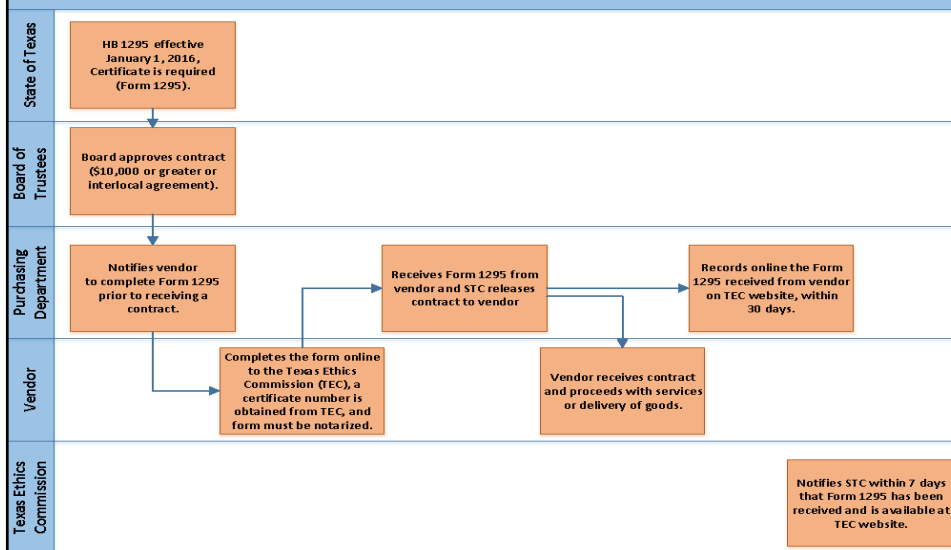 State of Texas
HB 1295 effective
January 1, 2016,
Certificate is required
(Form 1295).
Board of
Trustees
Board approves contract
($10,000 or greater or
interlocal agreement).
Purchasing
Department
Notifies vendor
to complete Form 1295
prior to receiving a
contract.
Receives Form 1295 from
vendor and STC releases
contract to vendor
Records online the Form
1295 received from vendor
on TEC website, within
30 days.
Vendor
Completes the form online
to the Texas Ethics
Commission (TEC), a
certificate number is
obtained from TEC, and
form must be notarized.
Vendor receives contract
and proceeds with services
or delivery of goods.
Texas Ethics
Commission
Notifies STC within 7 days
that Form 1295 has been
received and is available at
TEC website.